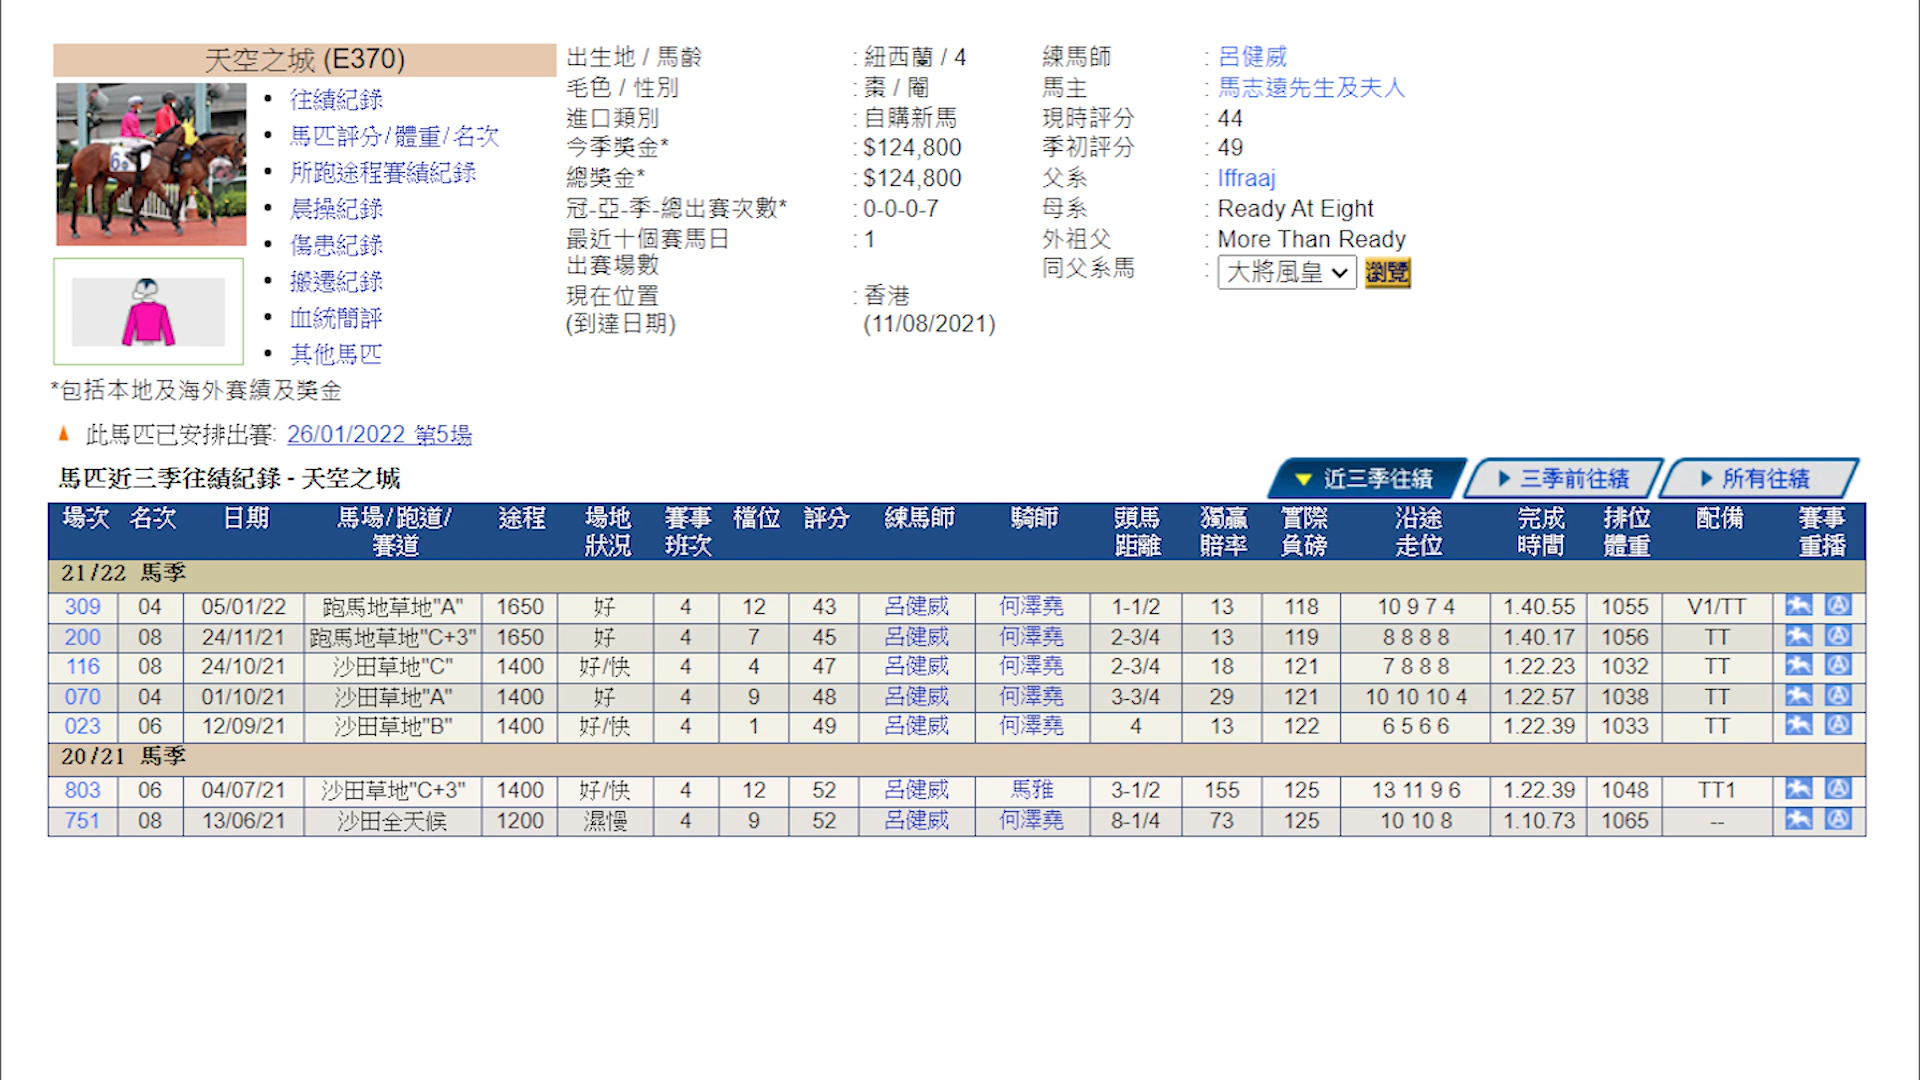 天空之城 (E370)
往績紀錄
馬匹評分/體重/名次
所跑途程賽績紀錄
晨操紀錄
傷患紀錄
搬遷紀錄
血統簡評
其他馬匹
出生地 / 馬齡 : 紐西蘭 / 4
毛色 / 性別 : 棗 / 閹
進口類別 : 自購新馬
今季獎金* : $124,800
總獎金* : $124,800
冠-亞-季-總出賽次數* : 0-0-0-7
最近十個賽馬日 : 1
出賽場數
現在位置 : 香港
(到達日期) (11/08/2021)
練馬師 : 呂健威
馬主 : 馬志遠先生及夫人
現時評分 : 44
季初評分 : 49
父系 : Iffraaj
母系 : Ready At Eight
外祖父 : More Than Ready
同父系馬 : 大將風皇 瀏覽
*包括本地及海外賽績及獎金
此馬匹已安排出賽: 26/01/2022 第5場
馬匹近三季往績紀錄 - 天空之城
近三季往績 三季前往績 所有往績
場次 名次 日期 馬場/跑道/賽道 途程 場地狀況 賽事班次 檔位 評分 練馬師 騎師 頭馬距離 獨贏賠率 實際負磅 沿途走位 完成時間 排位體重 配備 賽事重播
21/22 馬季
309 04 05/01/22 跑馬地草地"A" 1650 好 4 12 43 呂健威 何澤堯 1-1/2 13 118 10 9 7 4 1.40.55 1055 V1/TT
200 08 24/11/21 跑馬地草地"C+3" 1650 好 4 7 45 呂健威 何澤堯 2-3/4 13 119 8 8 8 8 1.40.17 1056 TT
116 08 24/10/21 沙田草地"C" 1400 好/快 4 4 47 呂健威 何澤堯 2-3/4 18 121 7 8 8 8 1.22.23 1032 TT
070 04 01/10/21 沙田草地"A" 1400 好 4 9 48 呂健威 何澤堯 3-3/4 29 121 10 10 10 4 1.22.57 1038 TT
023 06 12/09/21 沙田草地"B" 1400 好/快 4 1 49 呂健威 何澤堯 4 13 122 6 5 6 6 1.22.39 1033 TT
20/21 馬季
803 06 04/07/21 沙田草地"C+3" 1400 好/快 4 12 52 呂健威 馬雅 3-1/2 155 125 13 11 9 6 1.22.39 1048 TT1
751 08 13/06/21 沙田全天候 1200 濕慢 4 9 52 呂健威 何澤堯 8-1/4 73 125 10 10 8 1.10.73 1065 --